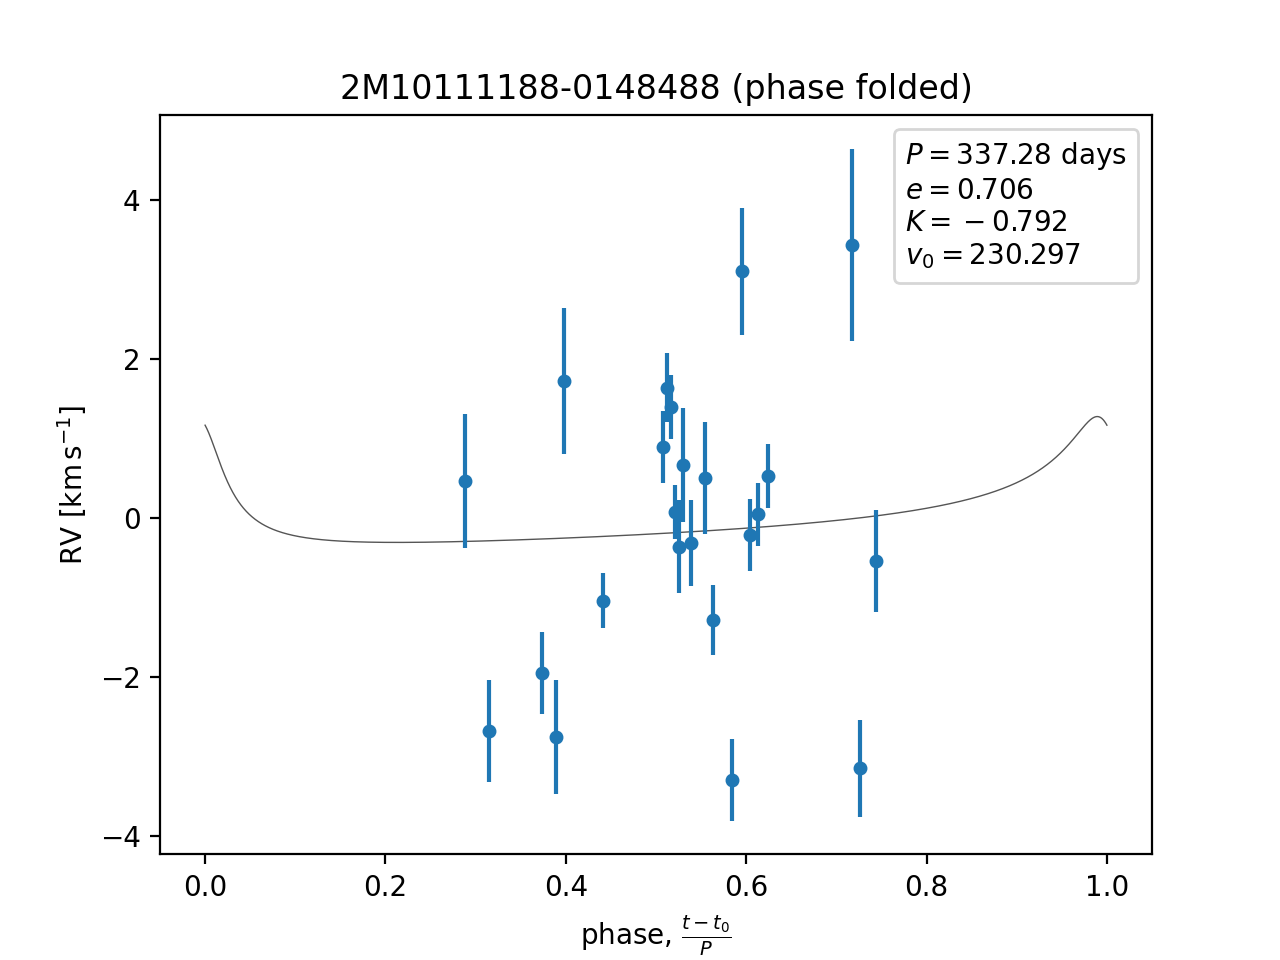 2M10111188-0148488 (phase folded)
P = 337.28 days
e = 0.706
K = −0.792
v₀ = 230.297
RV [km s⁻¹]
4
2
0
−2
−4
0.0 0.2 0.4 0.6 0.8 1.0
phase, (t − t₀)/P